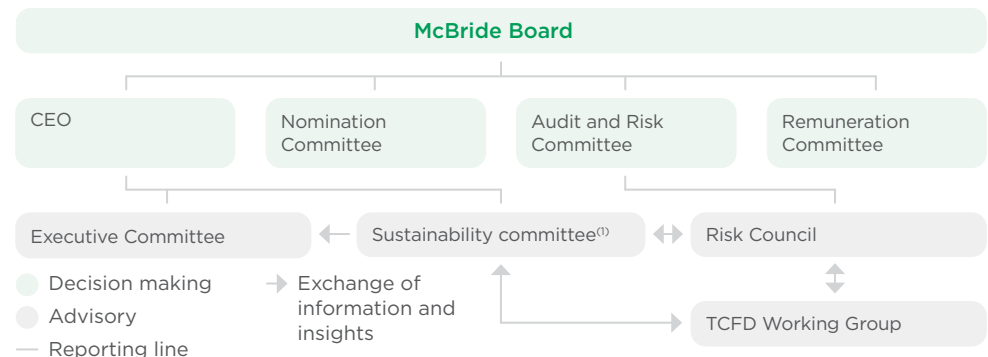 McBride Board
CEO
Nomination
Committee
Audit and Risk
Committee
Remuneration
Committee
Executive Committee
Sustainability committee⁽¹⁾
Risk Council
TCFD Working Group
Decision making
Advisory
Reporting line
Exchange of
information and
insights